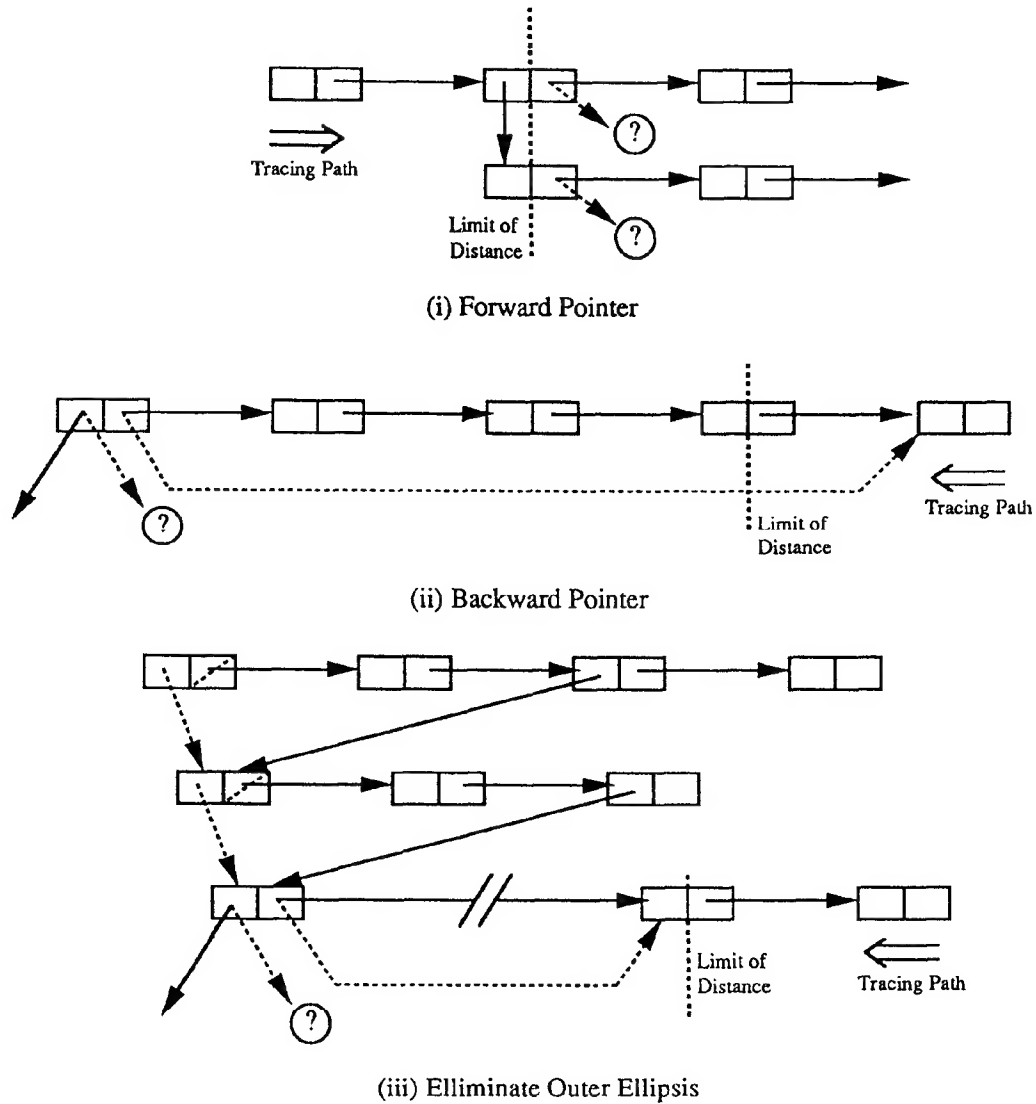 ?
Tracing Path
?
Limit of
Distance
(i) Forward Pointer
?
Limit of
Distance
Tracing Path
(ii) Backward Pointer
Limit of
Distance
Tracing Path
?
(iii) Elliminate Outer Ellipsis